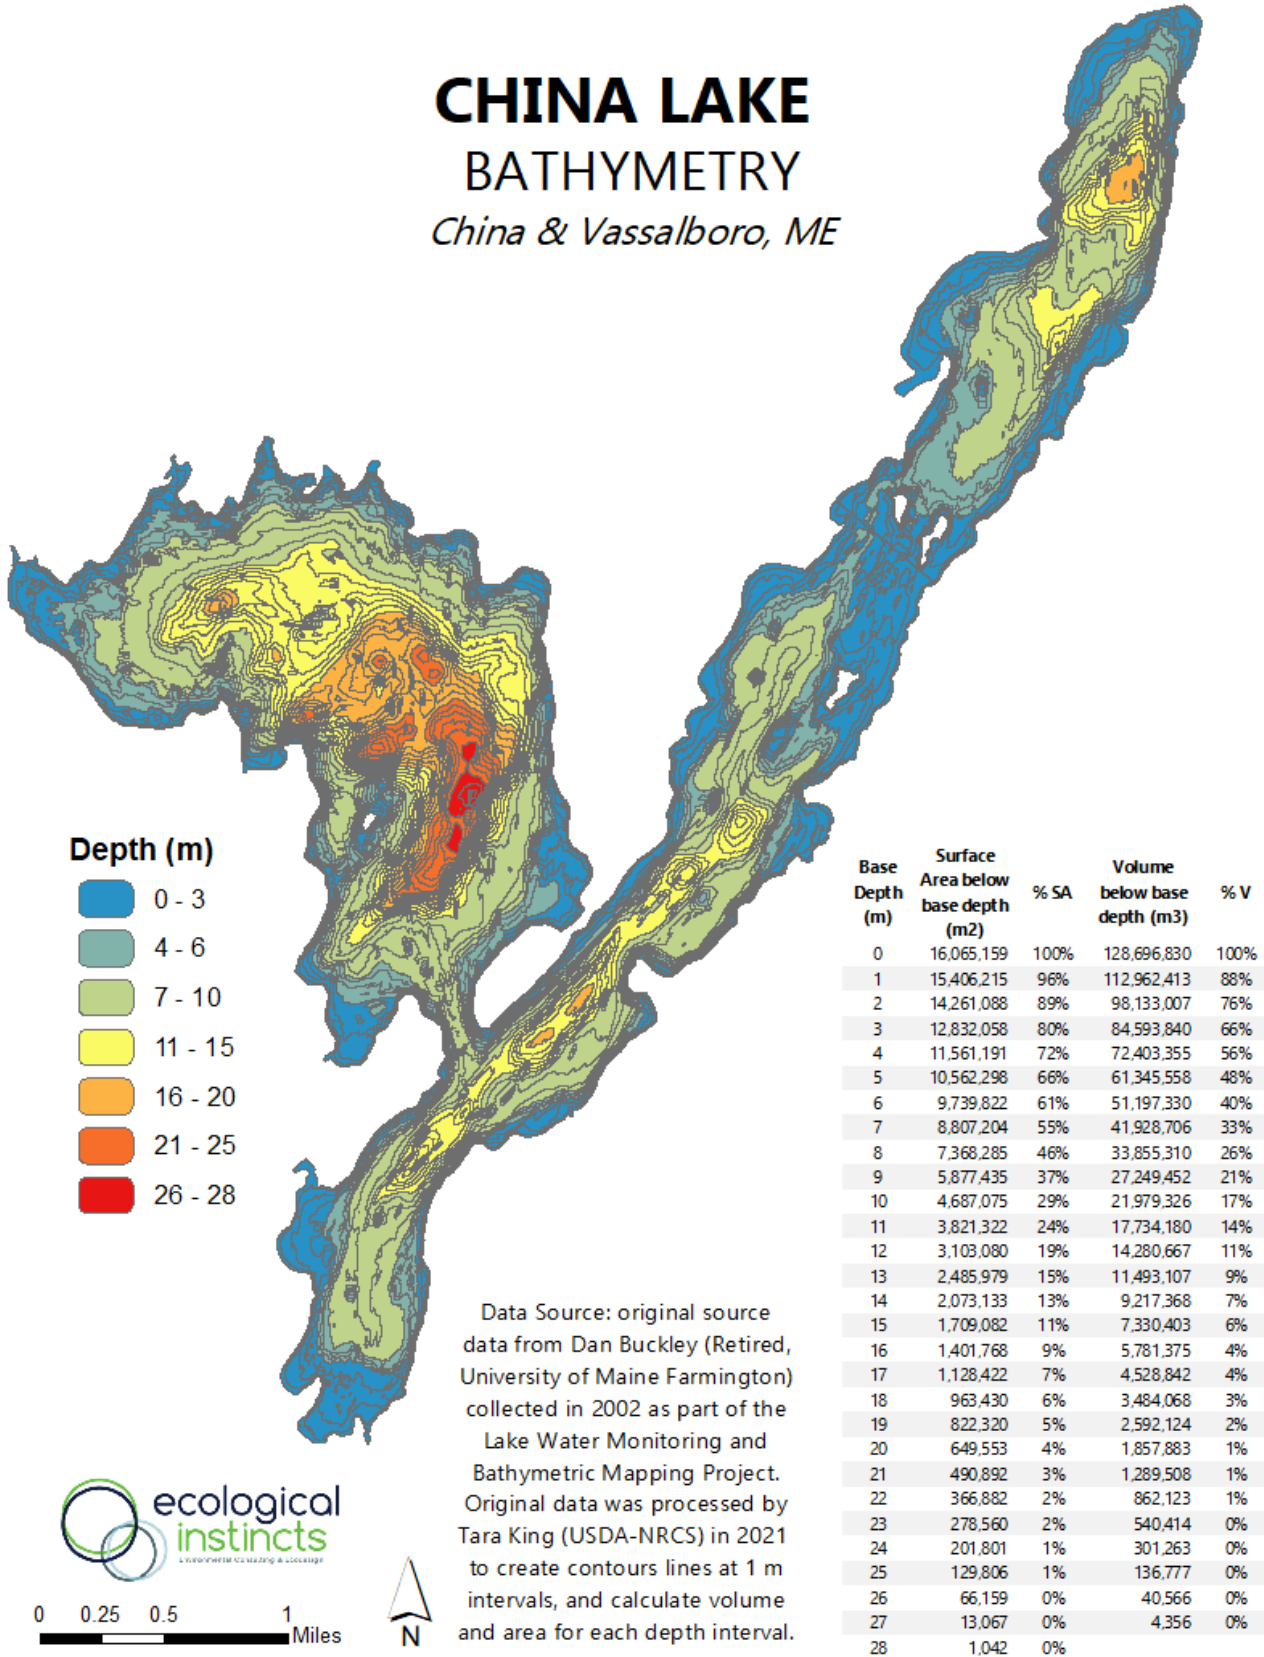 CHINA LAKE
BATHYMETRY
China & Vassalboro, ME
Depth (m)
0 - 3
4 - 6
7 - 10
11 - 15
16 - 20
21 - 25
26 - 28
Base Depth (m) Surface Area below base depth (m2) % SA Volume below base depth (m3) % V
0 16,065,159 100% 128,696,830 100%
1 15,406,215 96% 112,962,413 88%
2 14,261,088 89% 98,133,007 76%
3 12,832,058 80% 84,593,840 66%
4 11,561,191 72% 72,403,355 56%
5 10,562,298 66% 61,345,558 48%
6 9,739,822 61% 51,197,330 40%
7 8,807,204 55% 41,928,706 33%
8 7,368,285 46% 33,855,310 26%
9 5,877,435 37% 27,249,452 21%
10 4,687,075 29% 21,979,326 17%
11 3,821,322 24% 17,734,180 14%
12 3,103,080 19% 14,280,667 11%
13 2,485,979 15% 11,493,107 9%
14 2,073,133 13% 9,217,368 7%
15 1,709,082 11% 7,330,403 6%
16 1,401,768 9% 5,781,375 4%
17 1,128,422 7% 4,528,842 4%
18 963,430 6% 3,484,068 3%
19 822,320 5% 2,592,124 2%
20 649,553 4% 1,857,883 1%
21 490,892 3% 1,289,508 1%
22 366,882 2% 862,123 1%
23 278,560 2% 540,414 0%
24 201,801 1% 301,263 0%
25 129,806 1% 136,777 0%
26 66,159 0% 40,566 0%
27 13,067 0% 4,356 0%
28 1,042 0%
Data Source: original source
data from Dan Buckley (Retired,
University of Maine Farmington)
collected in 2002 as part of the
Lake Water Monitoring and
Bathymetric Mapping Project.
Original data was processed by
Tara King (USDA-NRCS) in 2021
to create contours lines at 1 m
intervals, and calculate volume
and area for each depth interval.
ecological
instincts
Environmental Consulting &
0 0.25 0.5 1
Miles
N